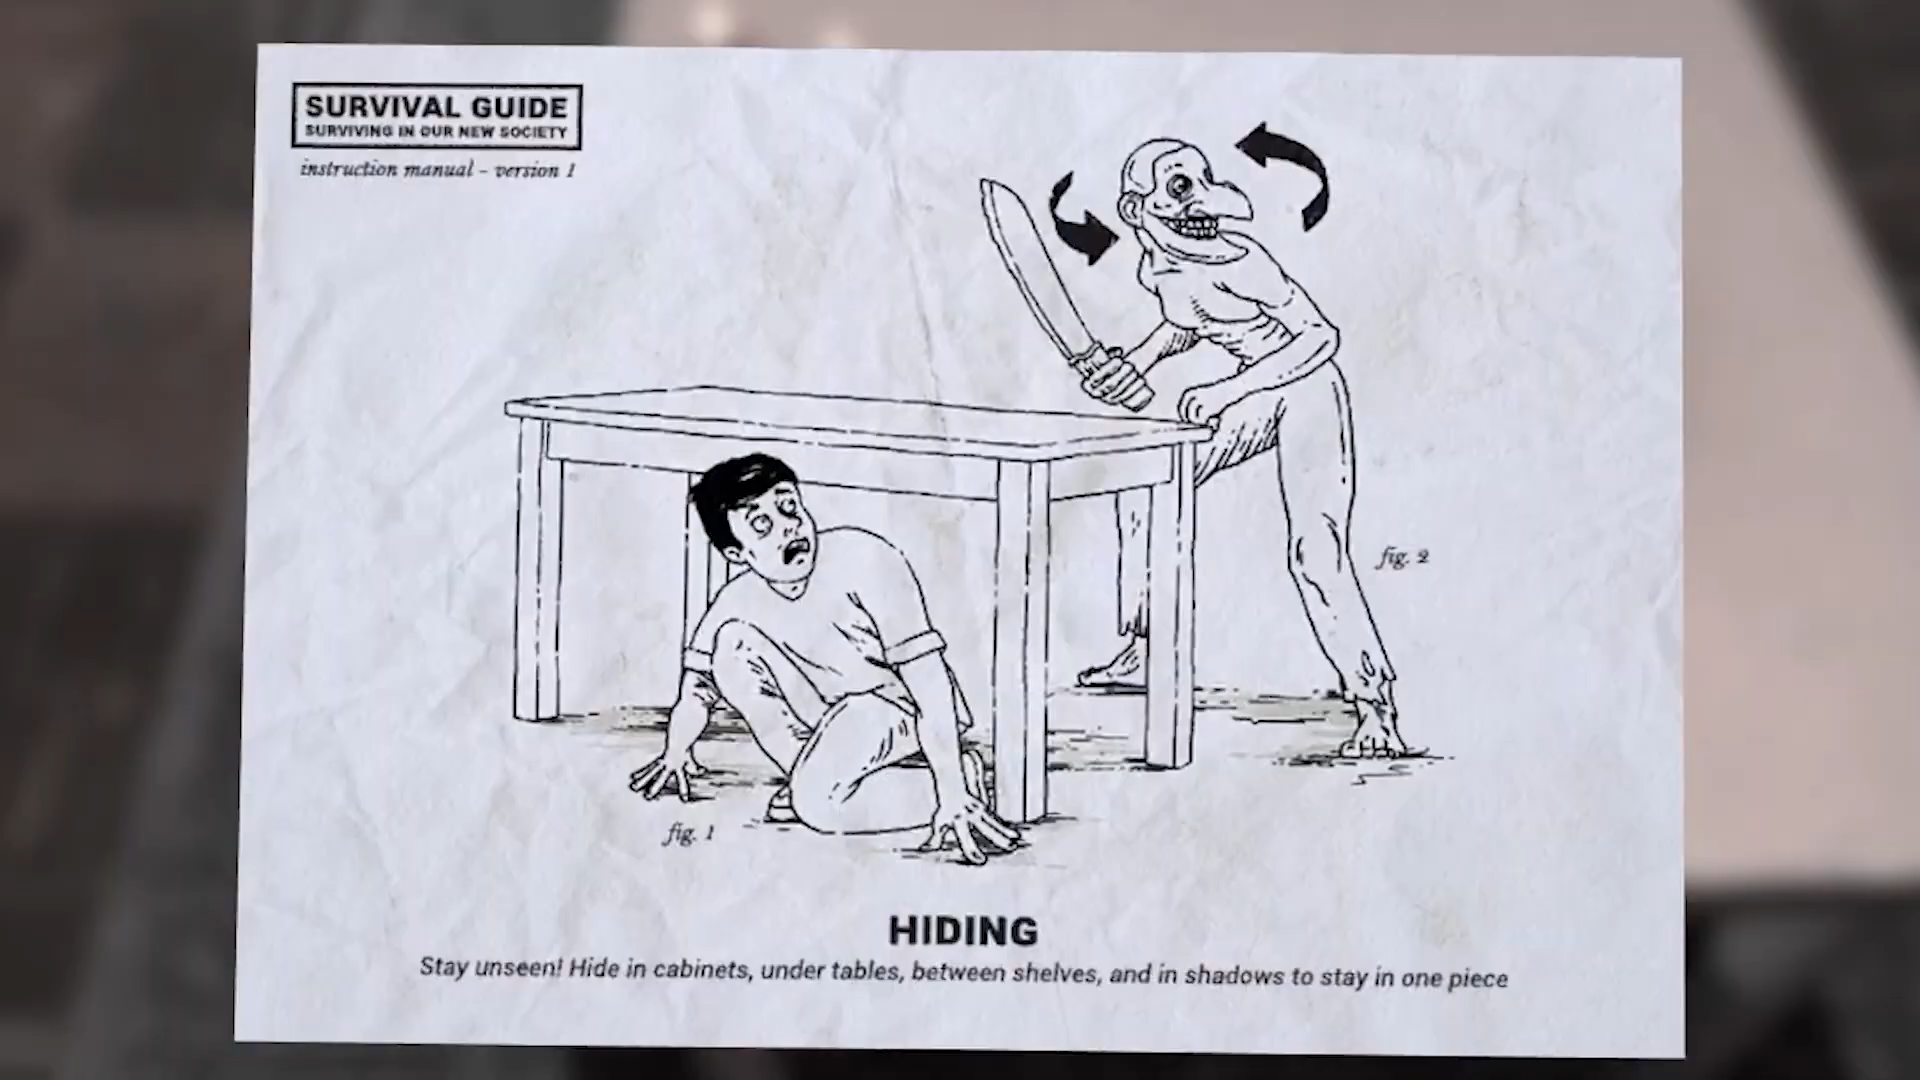 SURVIVAL GUIDE
SURVIVING IN OUR NEW SOCIETY
instruction manual - version 1
fig. 2
fig. 1
HIDING
Stay unseen! Hide in cabinets, under tables, between shelves, and in shadows to stay in one piece